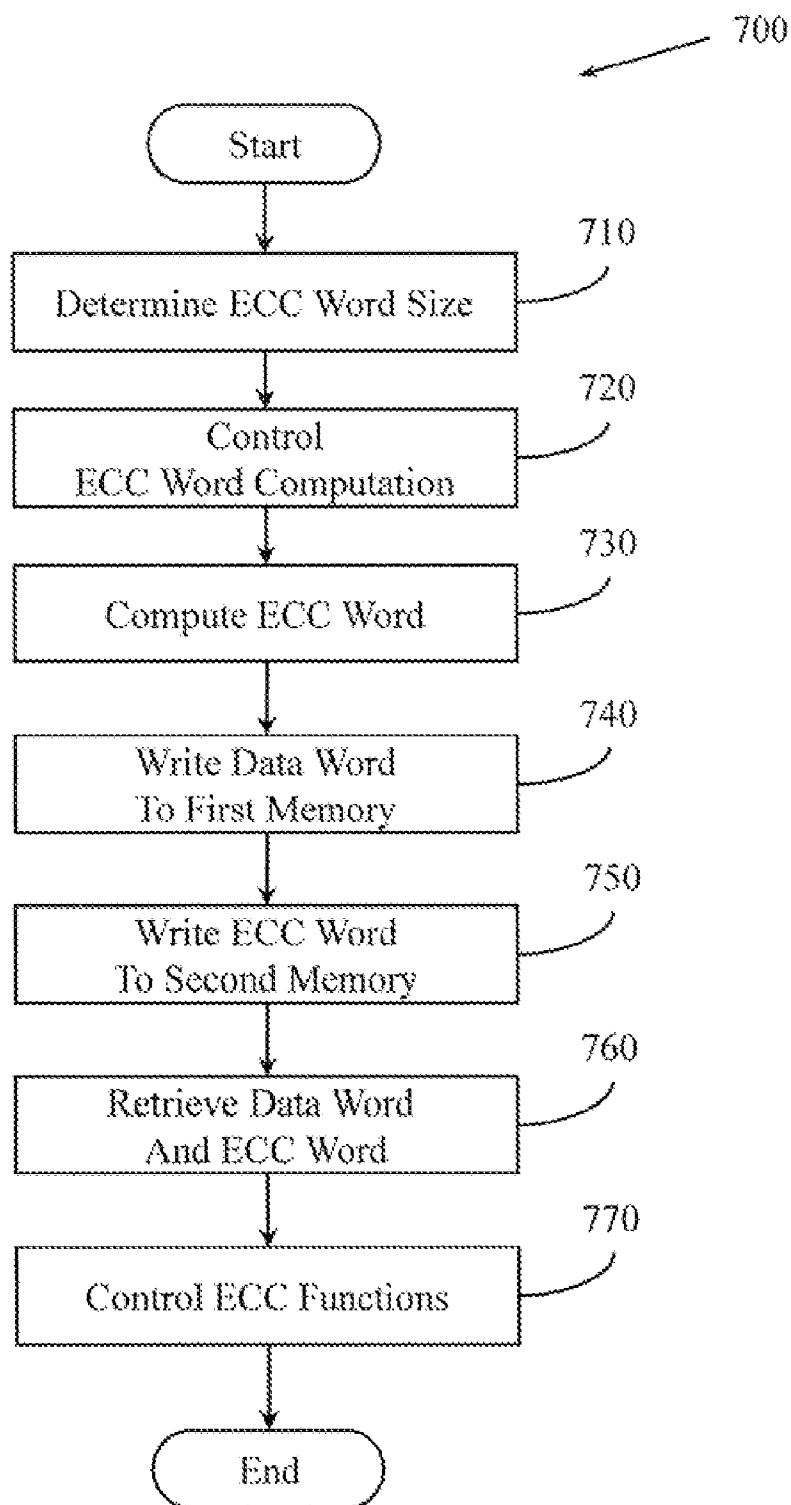 700
Start
710
Determine ECC Word Size
720
Control
ECC Word Computation
730
Compute ECC Word
740
Write Data Word
To First Memory
750
Write ECC Word
To Second Memory
760
Retrieve Data Word
And ECC Word
770
Control ECC Functions
End